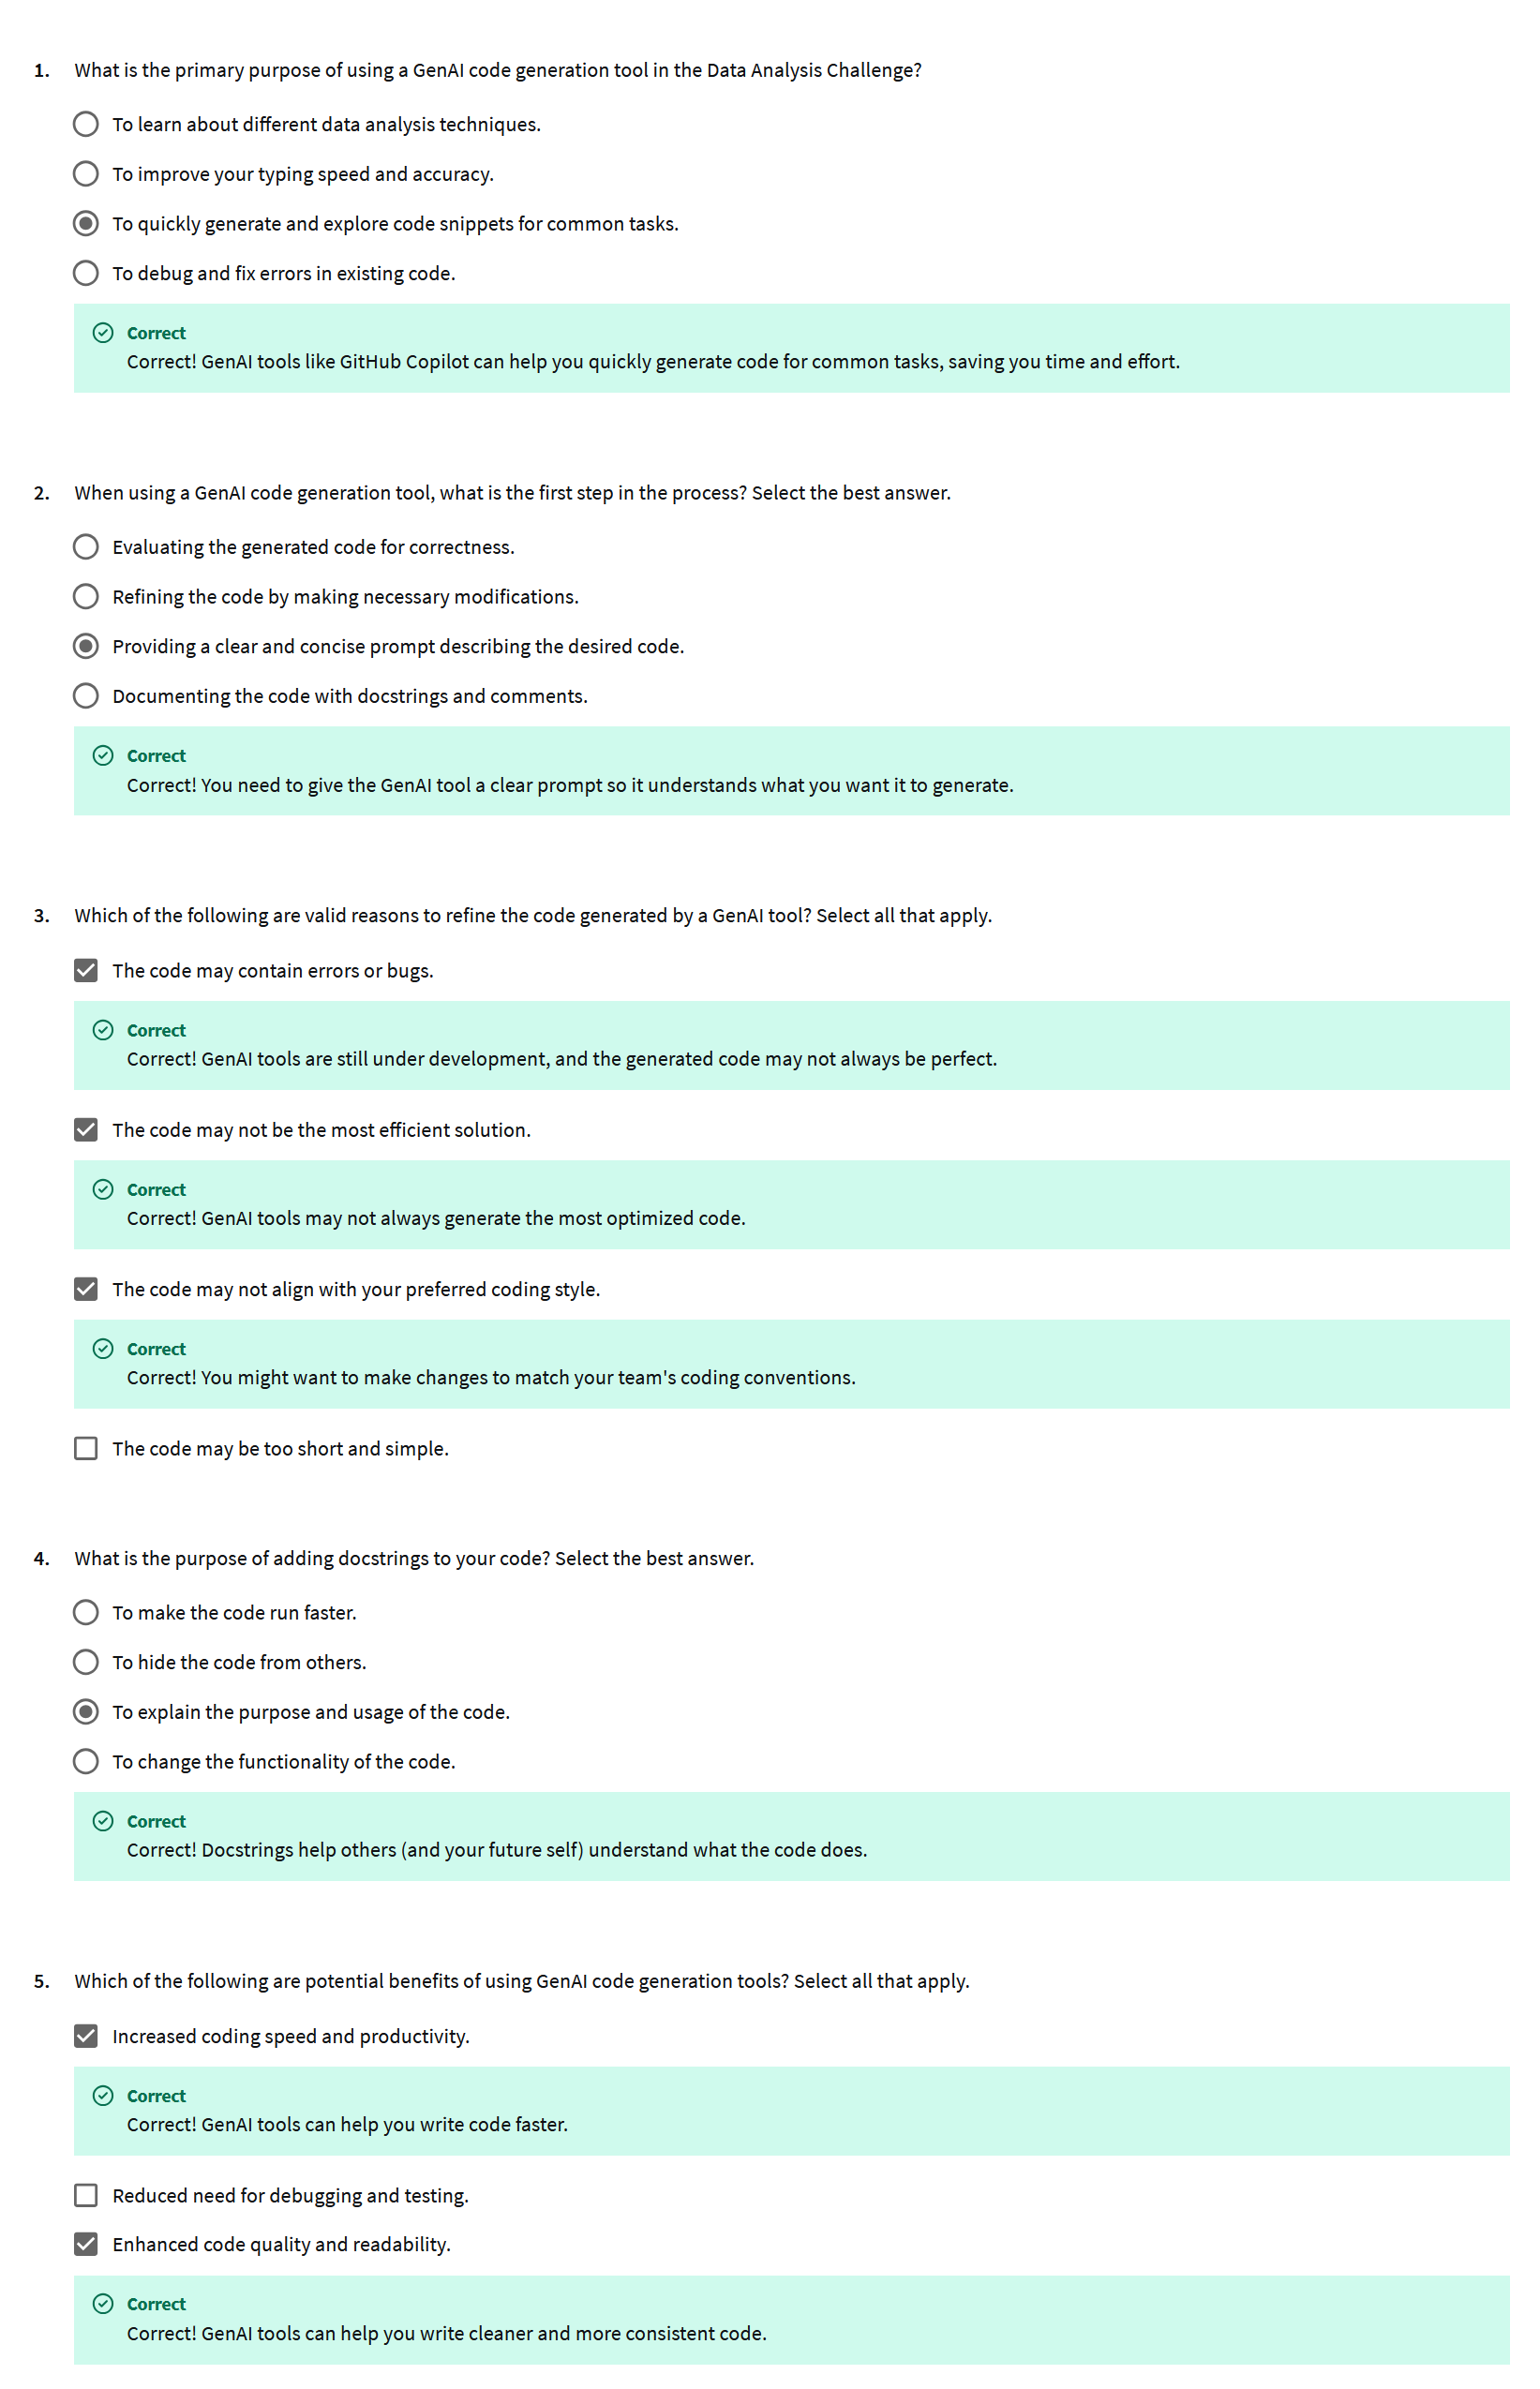 1. What is the primary purpose of using a GenAI code generation tool in the Data Analysis Challenge?
To learn about different data analysis techniques.
To improve your typing speed and accuracy.
To quickly generate and explore code snippets for common tasks.
To debug and fix errors in existing code.
Correct
Correct! GenAI tools like GitHub Copilot can help you quickly generate code for common tasks, saving you time and effort.
2. When using a GenAI code generation tool, what is the first step in the process? Select the best answer.
Evaluating the generated code for correctness.
Refining the code by making necessary modifications.
Providing a clear and concise prompt describing the desired code.
Documenting the code with docstrings and comments.
Correct
Correct! You need to give the GenAI tool a clear prompt so it understands what you want it to generate.
3. Which of the following are valid reasons to refine the code generated by a GenAI tool? Select all that apply.
The code may contain errors or bugs.
Correct
Correct! GenAI tools are still under development, and the generated code may not always be perfect.
The code may not be the most efficient solution.
Correct
Correct! GenAI tools may not always generate the most optimized code.
The code may not align with your preferred coding style.
Correct
Correct! You might want to make changes to match your team's coding conventions.
The code may be too short and simple.
4. What is the purpose of adding docstrings to your code? Select the best answer.
To make the code run faster.
To hide the code from others.
To explain the purpose and usage of the code.
To change the functionality of the code.
Correct
Correct! Docstrings help others (and your future self) understand what the code does.
5. Which of the following are potential benefits of using GenAI code generation tools? Select all that apply.
Increased coding speed and productivity.
Correct
Correct! GenAI tools can help you write code faster.
Reduced need for debugging and testing.
Enhanced code quality and readability.
Correct
Correct! GenAI tools can help you write cleaner and more consistent code.